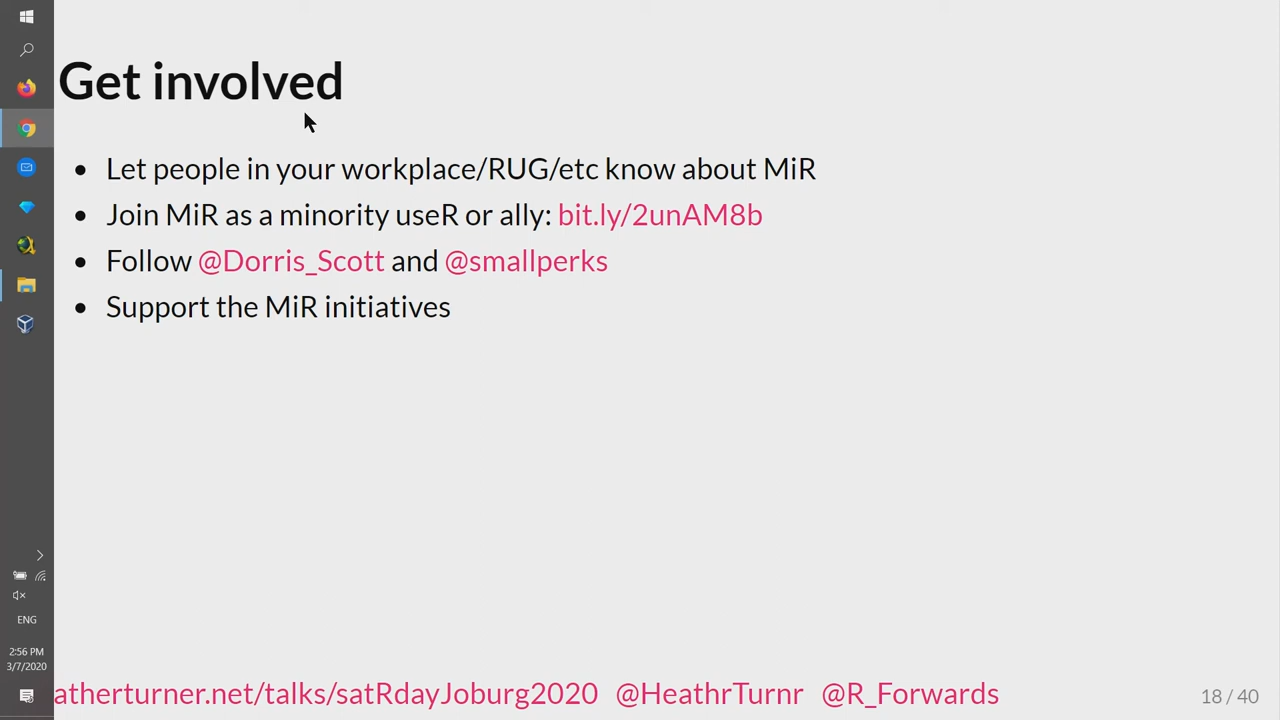 Get involved
Let people in your workplace/RUG/etc know about MiR
Join MiR as a minority useR or ally: bit.ly/2unAM8b
Follow @Dorris_Scott and @smallperks
Support the MiR initiatives
ENG
2:56 PM
3/7/2020
atherturner.net/talks/satRdayJoburg2020 @HeathrTurnr @R_Forwards
18 / 40